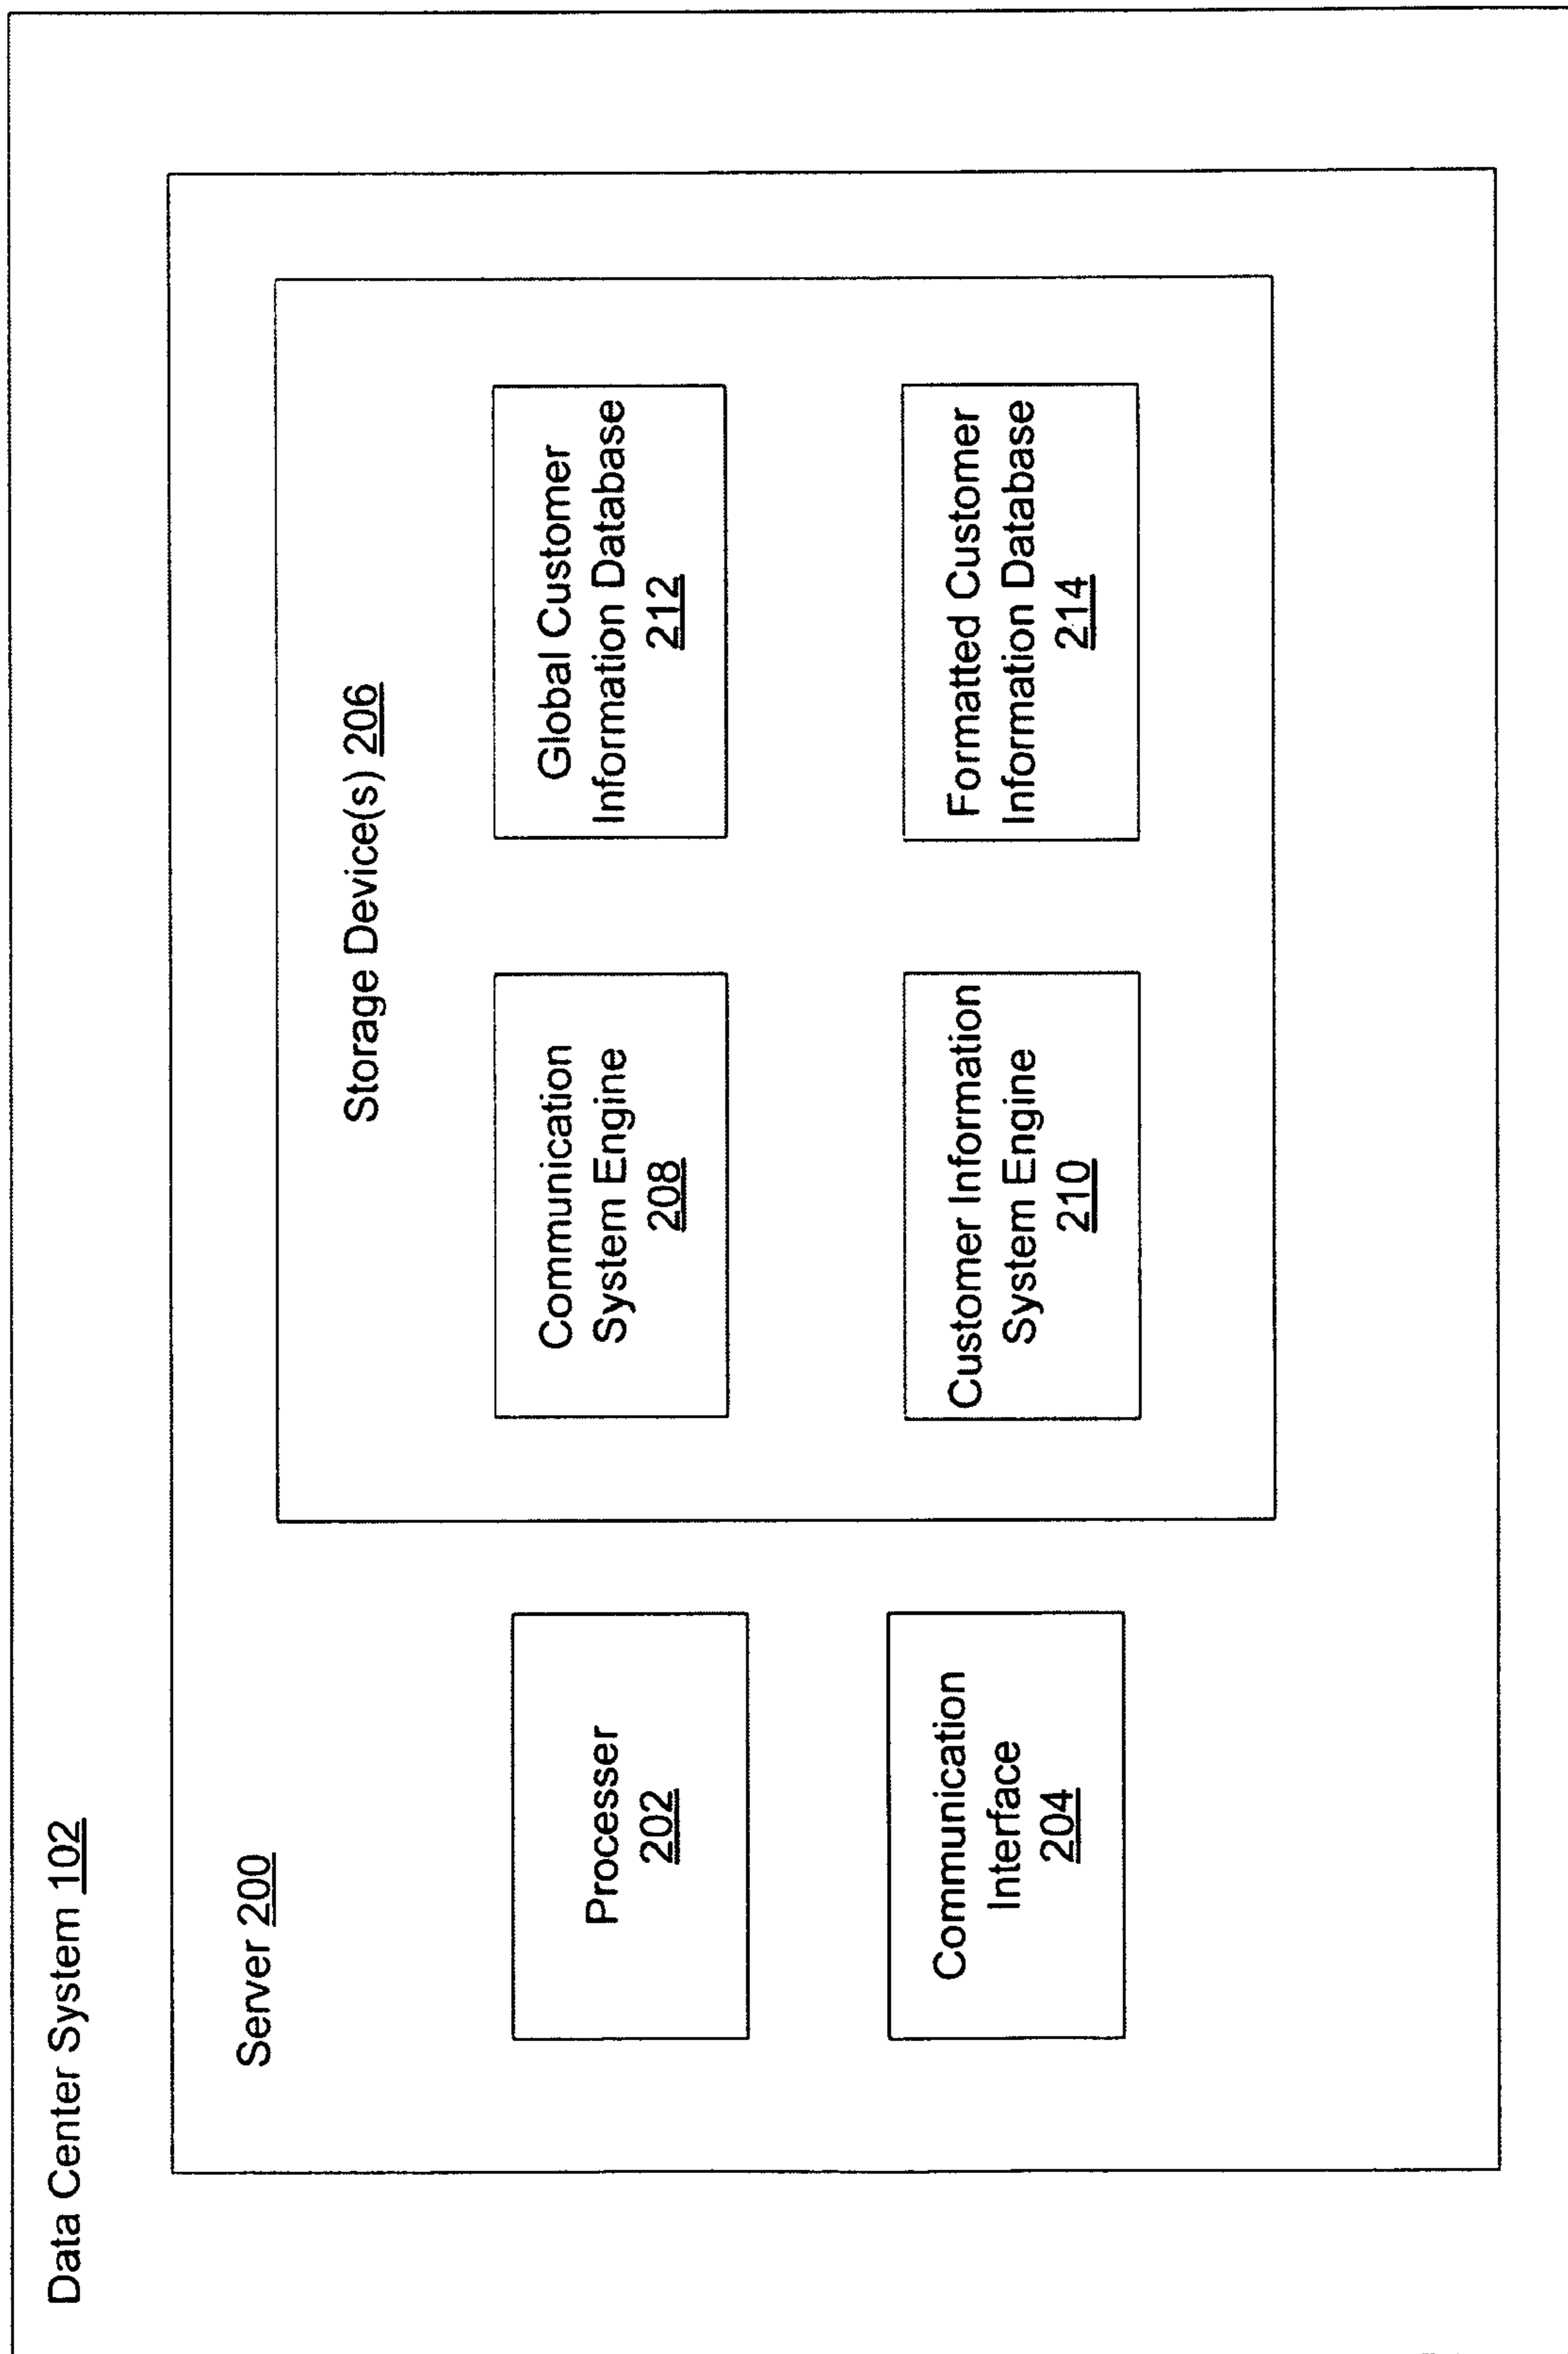 Data Center System 102
Server 200
Storage Device(s) 206
Processer
202
Communication
System Engine
208
Global Customer
Information Database
212
Communication
Interface
204
Customer Information
System Engine
210
Formatted Customer
Information Database
214